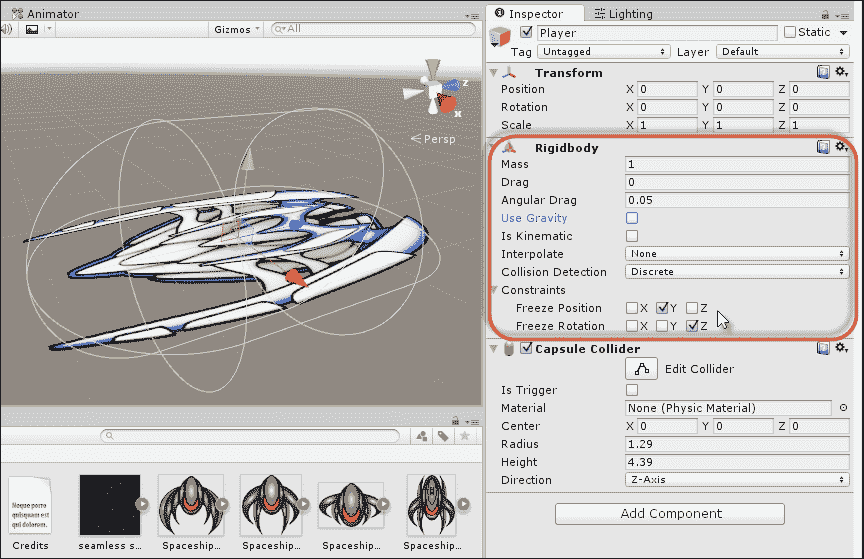 Animator
Gizmos
All
z
x
Persp
Neque porro
quisquam est
qui dolorem.
Credits
seamless s...
Spaceship...
Spaceship...
Spaceship...
Spaceship...
Inspector
Lighting
Player
Static
Tag Untagged Layer Default
Transform
Position X 0 Y 0 Z 0
Rotation X 0 Y 0 Z 0
Scale X 1 Y 1 Z 1
Rigidbody
Mass 1
Drag 0
Angular Drag 0.05
Use Gravity
Is Kinematic
Interpolate None
Collision Detection Discrete
Constraints
Freeze Position X Y Z
Freeze Rotation X Y Z
Capsule Collider
Edit Collider
Is Trigger
Material None (Physic Material)
Center X 0 Y 0 Z 0
Radius 1.29
Height 4.39
Direction Z-Axis
Add Component